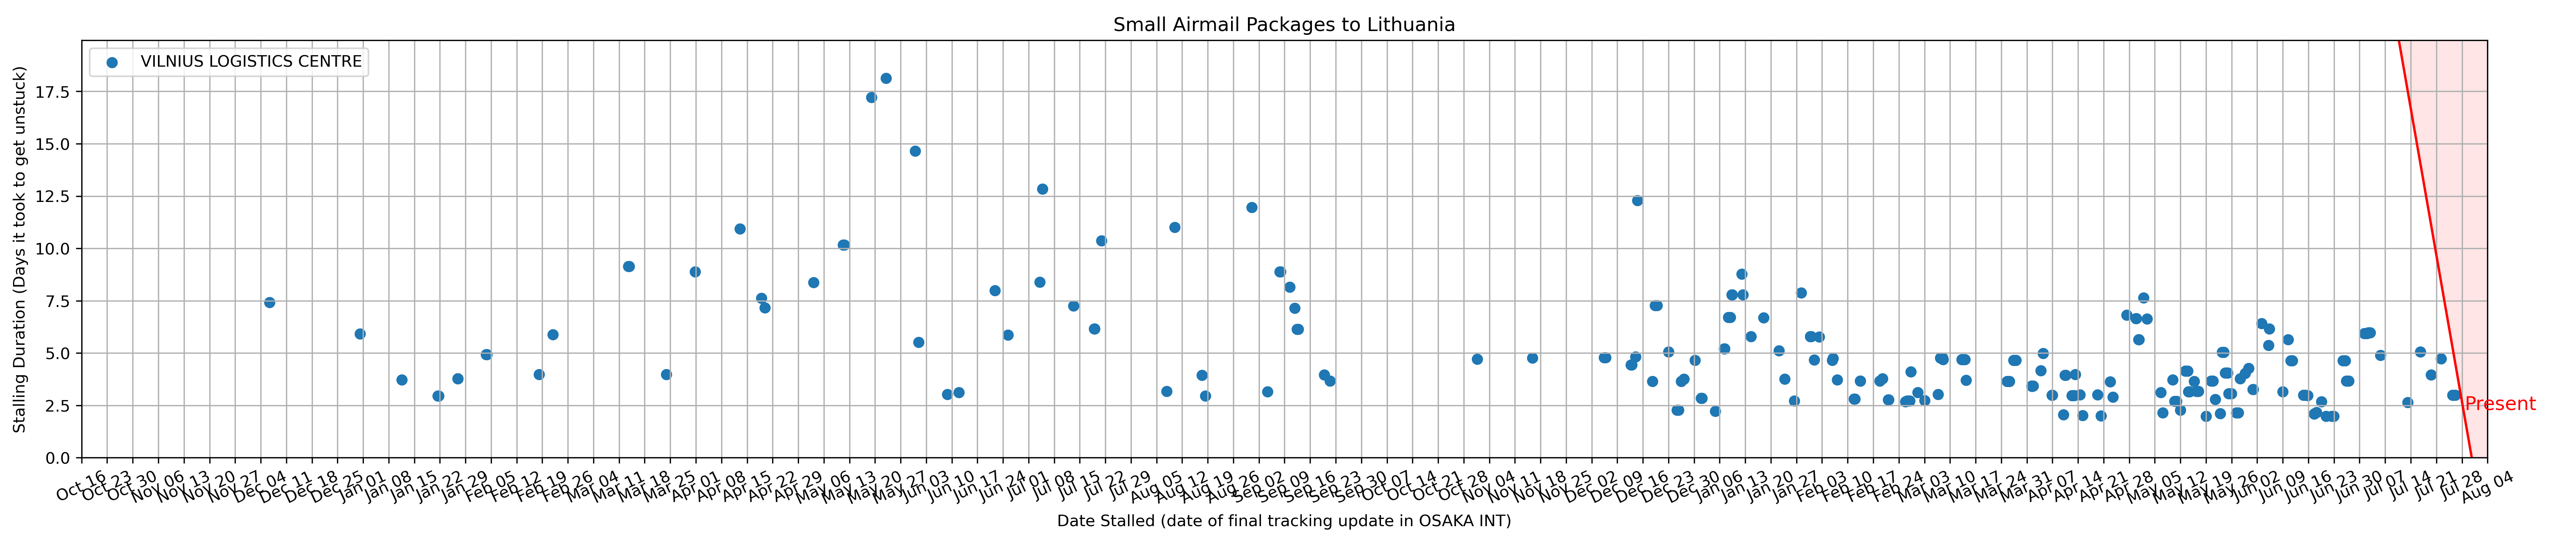 Small Airmail Packages to Lithuania
VILNIUS LOGISTICS CENTRE
Stalling Duration (Days it took to get unstuck)
17.5
15.0
12.5
10.0
7.5
5.0
2.5
0.0
Present
Oct 16
Oct 23
Oct 30
Nov 06
Nov 13
Nov 20
Nov 27
Dec 04
Dec 11
Dec 18
Dec 25
Jan 01
Jan 08
Jan 15
Jan 22
Jan 29
Feb 05
Feb 12
Feb 19
Feb 26
Mar 04
Mar 11
Mar 18
Mar 25
Apr 01
Apr 08
Apr 15
Apr 22
Apr 29
May 06
May 13
May 20
May 27
Jun 03
Jun 10
Jun 17
Jun 24
Jul 01
Jul 08
Jul 15
Jul 22
Jul 29
Aug 05
Aug 12
Aug 19
Aug 26
Sep 02
Sep 09
Sep 16
Sep 23
Sep 30
Oct 07
Oct 14
Oct 21
Oct 28
Nov 04
Nov 11
Nov 18
Nov 25
Dec 02
Dec 09
Dec 16
Dec 23
Dec 30
Jan 06
Jan 13
Jan 20
Jan 27
Feb 03
Feb 10
Feb 17
Feb 24
Mar 03
Mar 10
Mar 17
Mar 24
Mar 31
Apr 07
Apr 14
Apr 21
Apr 28
May 05
May 12
May 19
May 26
Jun 02
Jun 09
Jun 16
Jun 23
Jun 30
Jul 07
Jul 14
Jul 21
Jul 28
Aug 04
Date Stalled (date of final tracking update in OSAKA INT)